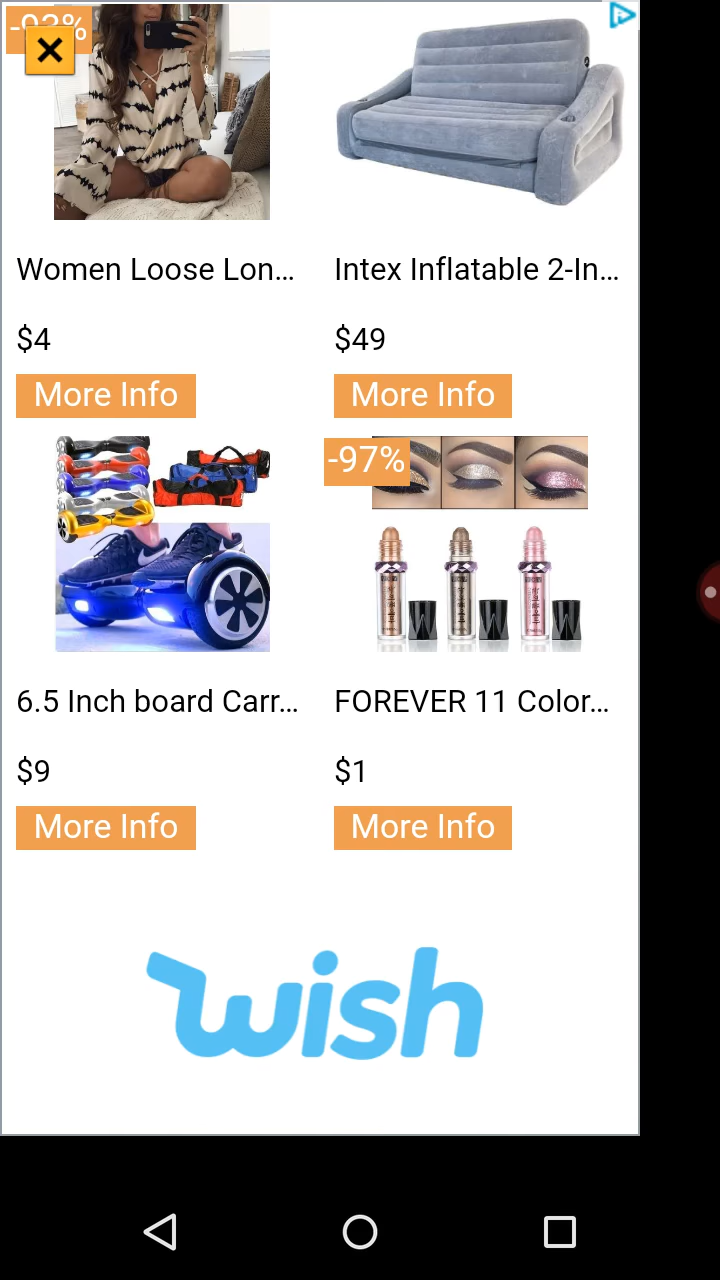 Women Loose Lon...
Intex Inflatable 2-In...
$4
$49
More Info
More Info
-97%
6.5 Inch board Carr...
FOREVER 11 Color...
$9
$1
More Info
More Info
wish